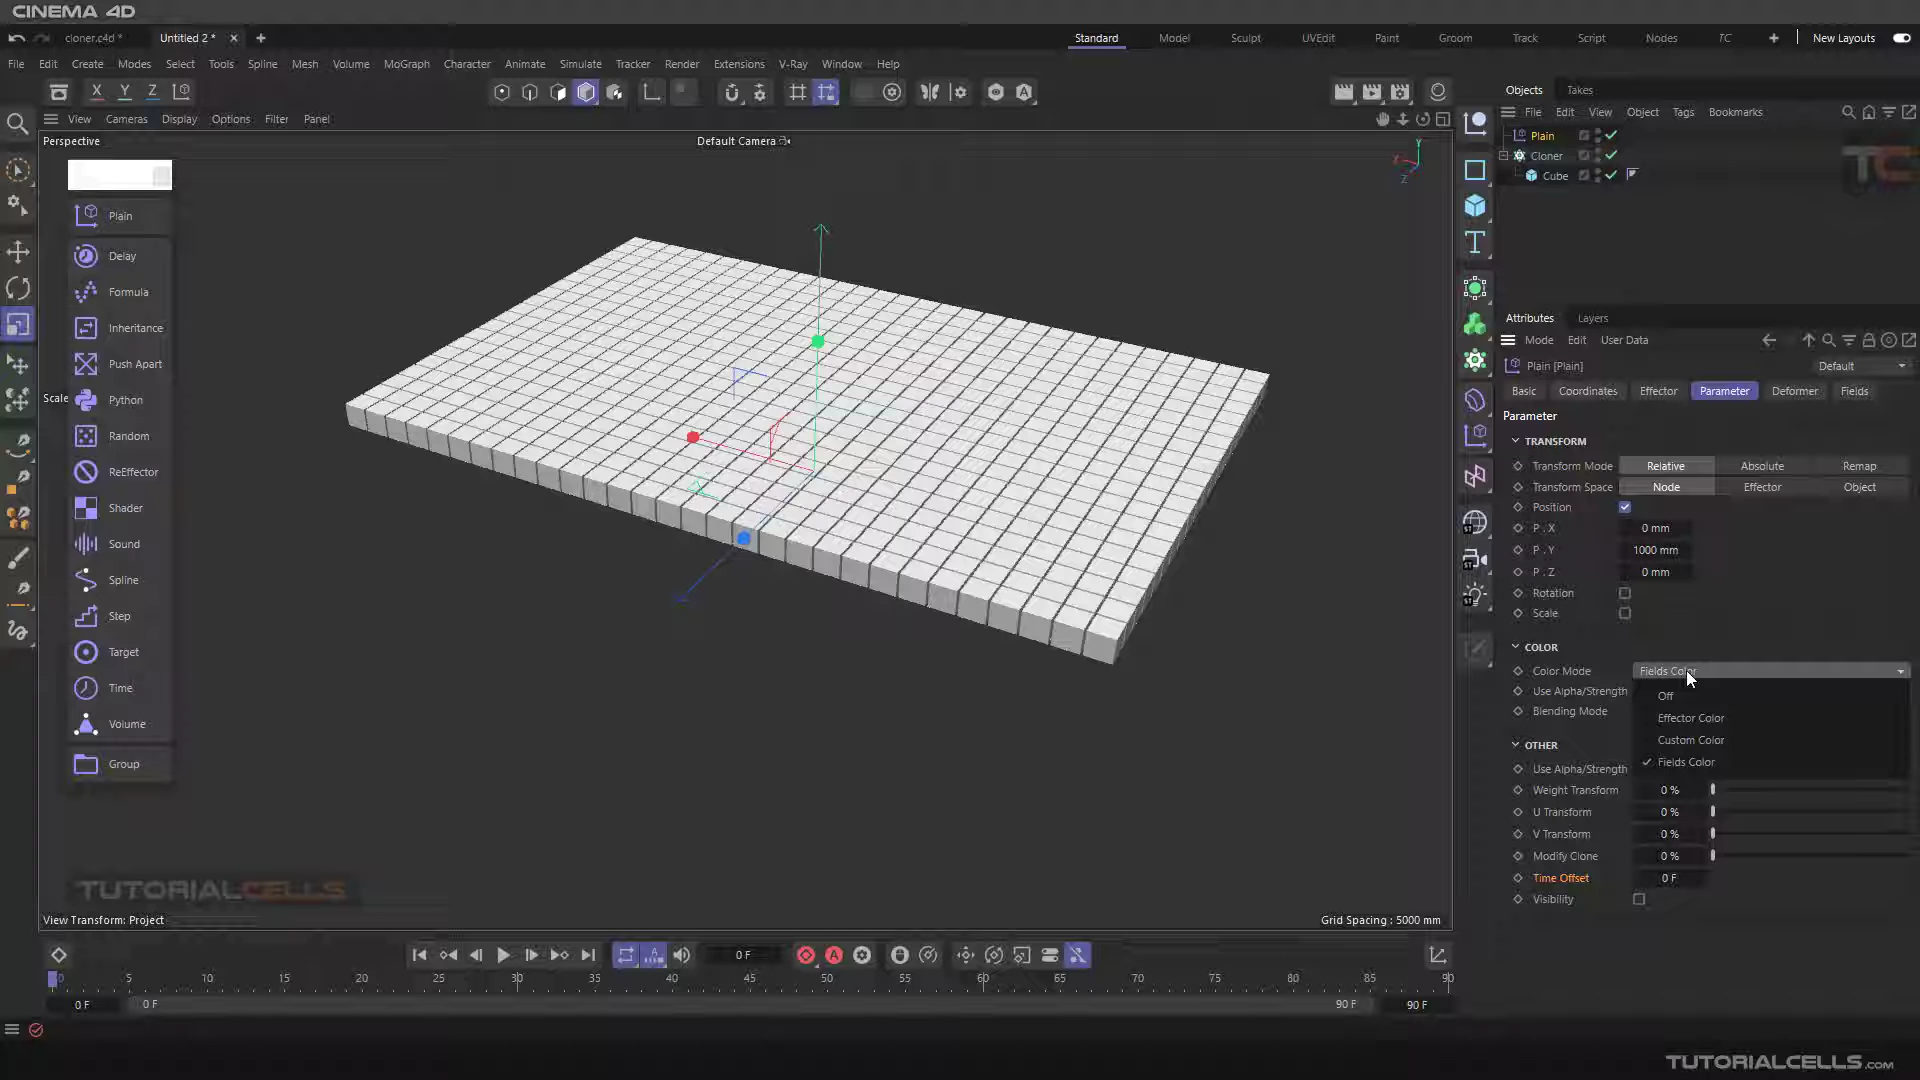 CINEMA 4D
cloner.c4d *
Untitled 2 *
Standard
Model
Sculpt
UVEdit
Paint
Groom
Track
Script
Nodes
TC
New Layouts
File Edit Create Modes Select Tools Spline Mesh Volume MoGraph Character Animate Simulate Tracker Render Extensions V-Ray Window Help
X Y Z
View Cameras Display Options Filter Panel
Perspective
Default Camera
Y
X
Z
Plain
Delay
Formula
Inheritance
Push Apart
Scale
Python
Random
ReEffector
Shader
Sound
Spline
Step
Target
Time
Volume
Group
TUTORIALCELLS
View Transform: Project
Grid Spacing : 5000 mm
Objects Takes
File Edit View Object Tags Bookmarks
Plain
Cloner
Cube
TC
Attributes Layers
Mode Edit User Data
Plain [Plain]
Default
Basic Coordinates Effector Parameter Deformer Fields
Parameter
TRANSFORM
Transform Mode Relative Absolute Remap
Transform Space Node Effector Object
Position
P . X 0 mm
P . Y 1000 mm
P . Z 0 mm
Rotation
Scale
COLOR
Color Mode Fields Color
Use Alpha/Strength
Blending Mode
Off
Effector Color
Custom Color
Fields Color
OTHER
Use Alpha/Strength
Weight Transform 0 %
U Transform 0 %
V Transform 0 %
Modify Clone 0 %
Time Offset 0 F
Visibility
0 F
0 5 10 15 20 25 30 35 40 45 50 55 60 65 70 75 80 85 90
0 F
0 F
90 F
90 F
TUTORIALCELLS.COM